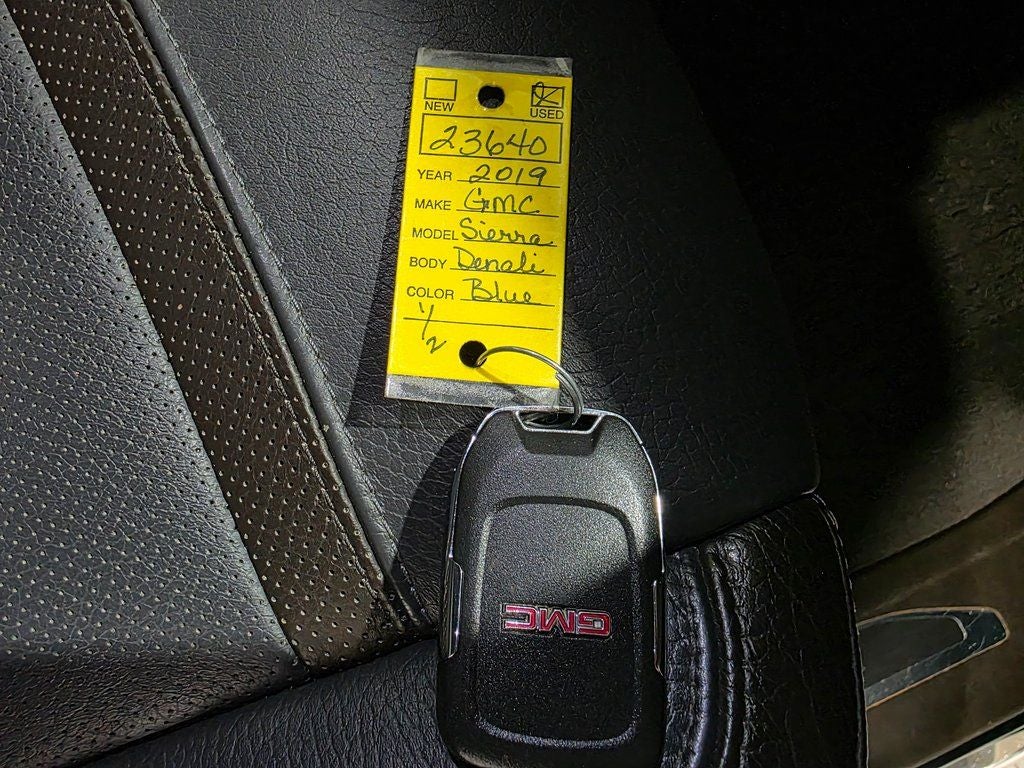 NEW USED
23640
YEAR 2019
MAKE GMC
MODEL Sierra
BODY Denali
COLOR Blue
1/2
GMC